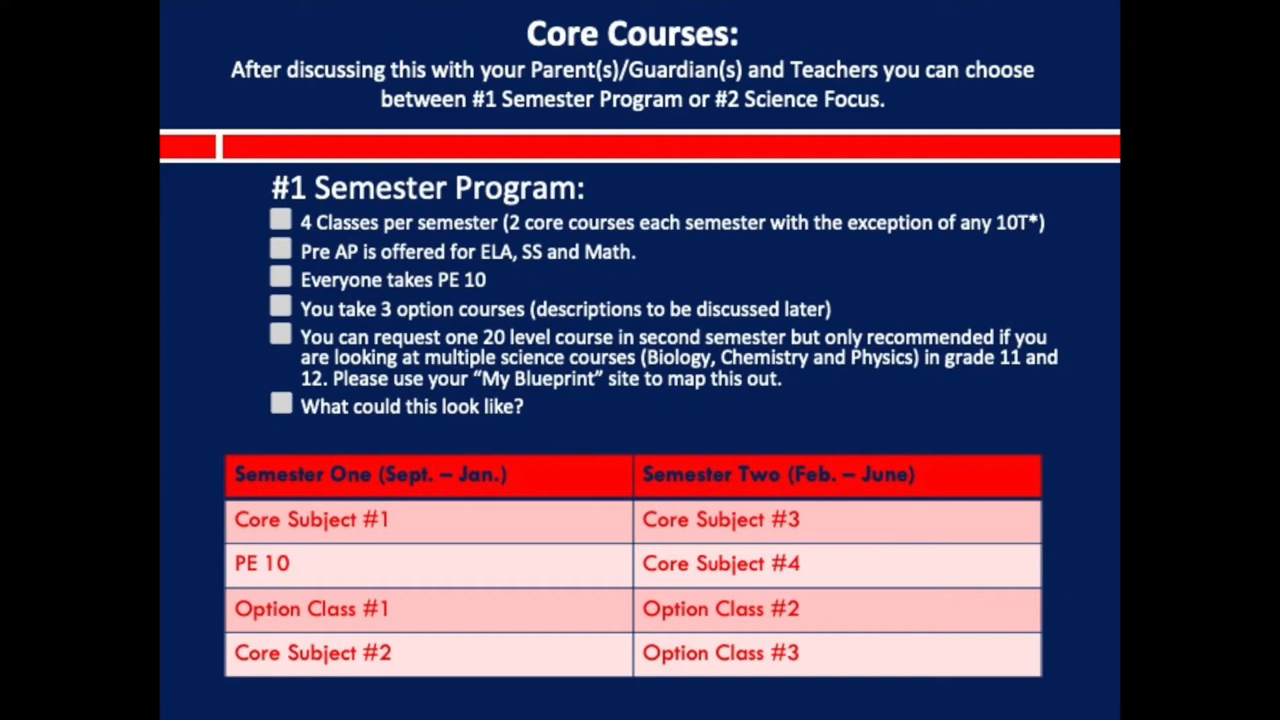 Core Courses:
After discussing this with your Parent(s)/Guardian(s) and Teachers you can choose
between #1 Semester Program or #2 Science Focus.
#1 Semester Program:
4 Classes per semester (2 core courses each semester with the exception of any 10T*)
Pre AP is offered for ELA, SS and Math.
Everyone takes PE 10
You take 3 option courses (descriptions to be discussed later)
You can request one 20 level course in second semester but only recommended if you
are looking at multiple science courses (Biology, Chemistry and Physics) in grade 11 and
12. Please use your “My Blueprint” site to map this out.
What could this look like?
Semester One (Sept. – Jan.) Semester Two (Feb. – June)
Core Subject #1 Core Subject #3
PE 10 Core Subject #4
Option Class #1 Option Class #2
Core Subject #2 Option Class #3